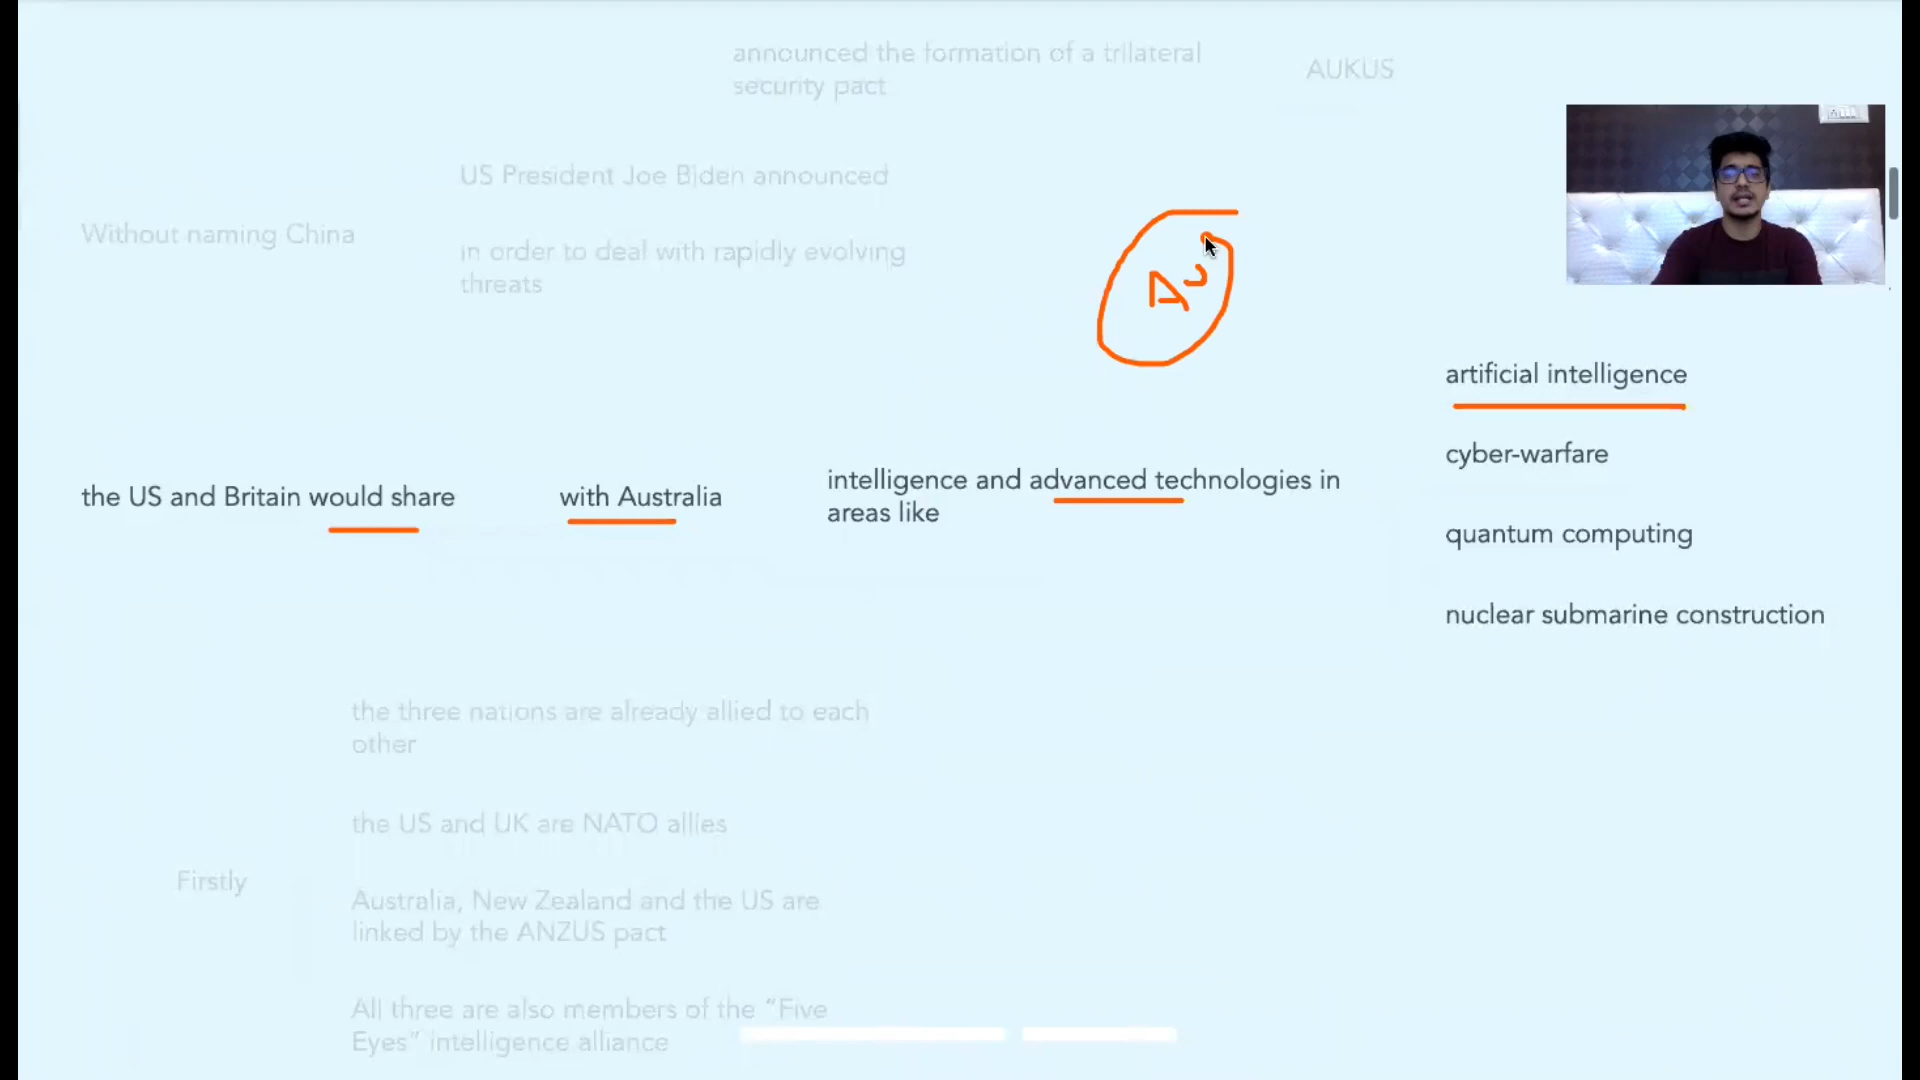 announced the formation of a trilateral
security pact
AUKUS
US President Joe Biden announced
Without naming China
in order to deal with rapidly evolving
threats
AU
artificial intelligence
cyber-warfare
the US and Britain would share
with Australia
intelligence and advanced technologies in
areas like
quantum computing
nuclear submarine construction
the three nations are already allied to each
other
the US and UK are NATO allies
Firstly
Australia, New Zealand and the US are
linked by the ANZUS pact
All three are also members of the “Five
Eyes” intelligence alliance